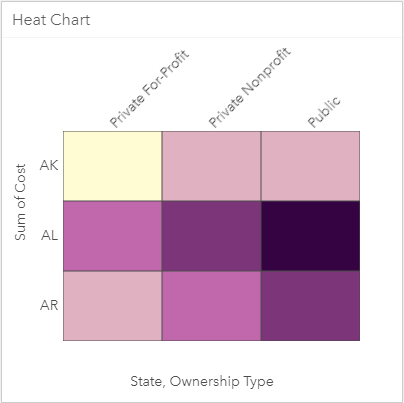 Heat Chart
Private For-Profit
Private Nonprofit
Public
Sum of Cost
AK
AL
AR
State, Ownership Type